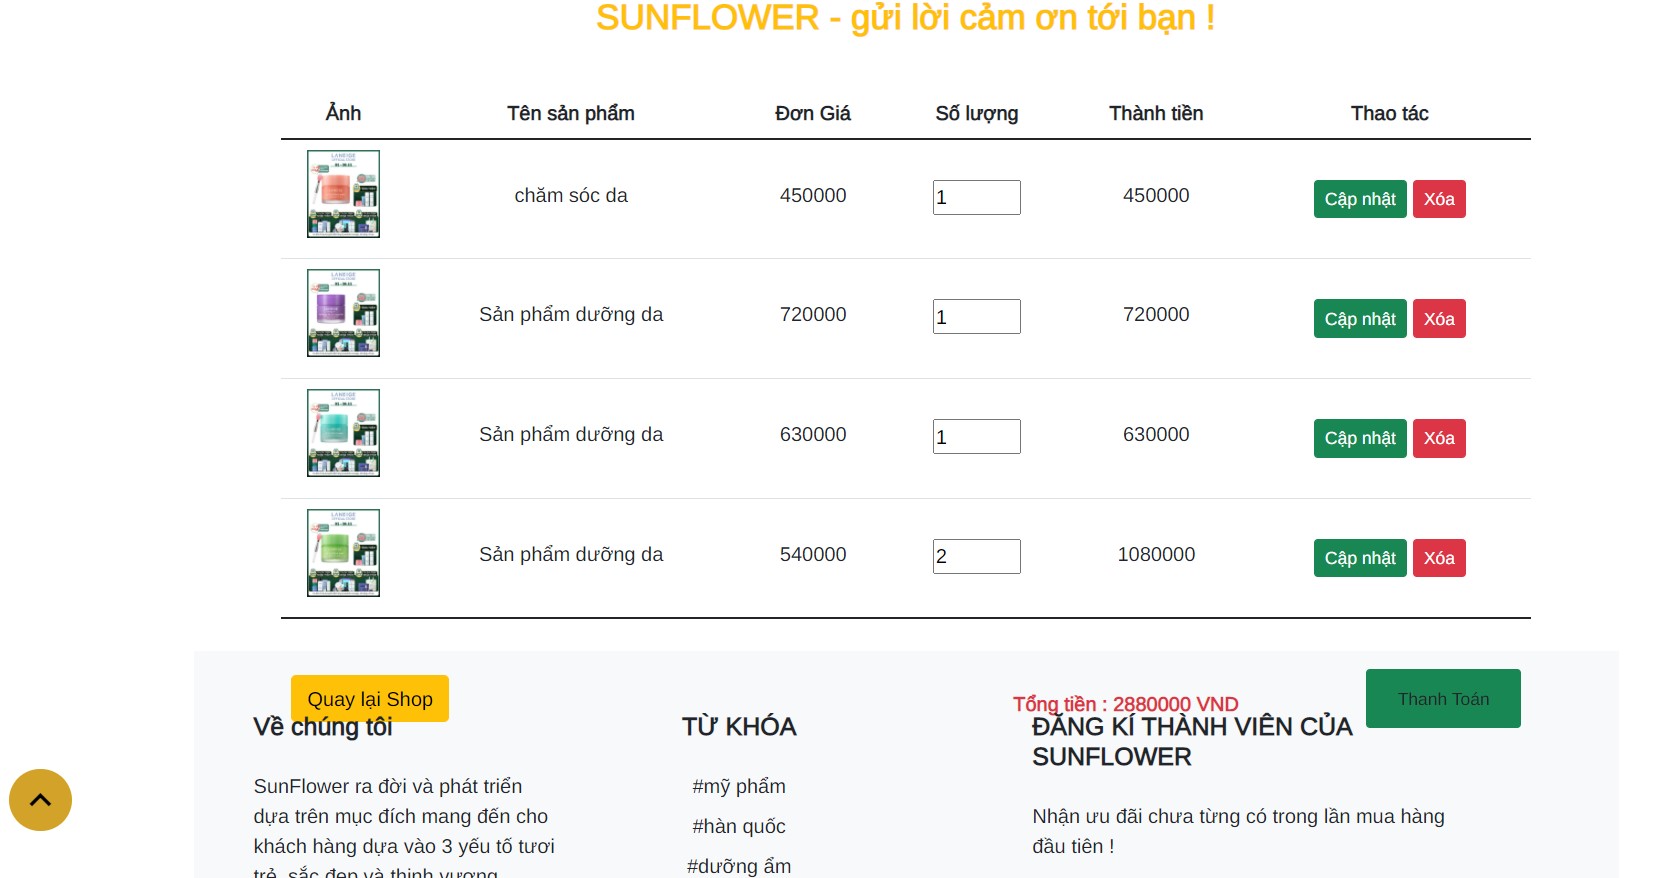 SUNFLOWER - gửi lời cảm ơn tới bạn !
Ảnh Tên sản phẩm Đơn Giá Số lượng Thành tiền Thao tác
LANEIGE
chăm sóc da 450000 1 450000 Cập nhật Xóa
LANEIGE
Sản phẩm dưỡng da 720000 1 720000 Cập nhật Xóa
LANEIGE
Sản phẩm dưỡng da 630000 1 630000 Cập nhật Xóa
LANEIGE
Sản phẩm dưỡng da 540000 2 1080000 Cập nhật Xóa
Quay lại Shop
Tổng tiền : 2880000 VND
Thanh Toán
Về chúng tôi
SunFlower ra đời và phát triển
dựa trên mục đích mang đến cho
khách hàng dựa vào 3 yếu tố tươi
trẻ, sắc đẹp và thịnh vượng
TỪ KHÓA
#mỹ phẩm
#hàn quốc
#dưỡng ẩm
ĐĂNG KÍ THÀNH VIÊN CỦA
SUNFLOWER
Nhận ưu đãi chưa từng có trong lần mua hàng
đầu tiên !